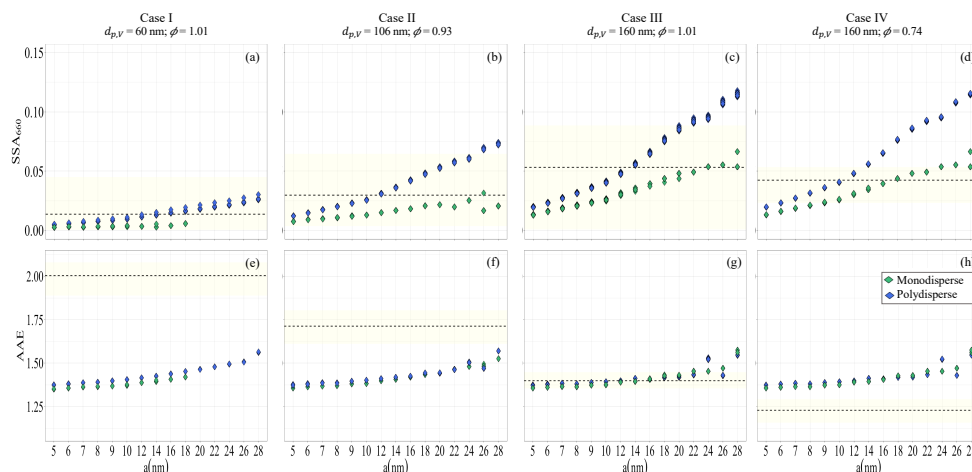 Case I
d_p,V = 60 nm; ϕ = 1.01
Case II
d_p,V = 106 nm; ϕ = 0.93
Case III
d_p,V = 160 nm; ϕ = 1.01
Case IV
d_p,V = 160 nm; ϕ = 0.74
(a)
(b)
(c)
(d)
SSA₆₆₀
0.15
0.10
0.05
0.00
(e)
(f)
(g)
(h)
Monodisperse
Polydisperse
AAE
2.00
1.75
1.50
1.25
5 6 7 8 9 10 12 14 16 18 20 22 24 26 28
5 6 7 8 9 10 12 14 16 18 20 22 24 26 28
5 6 7 8 9 10 12 14 16 18 20 22 24 26 28
5 6 7 8 9 10 12 14 16 18 20 22 24 26 28
a(nm)
a(nm)
a(nm)
a(nm)